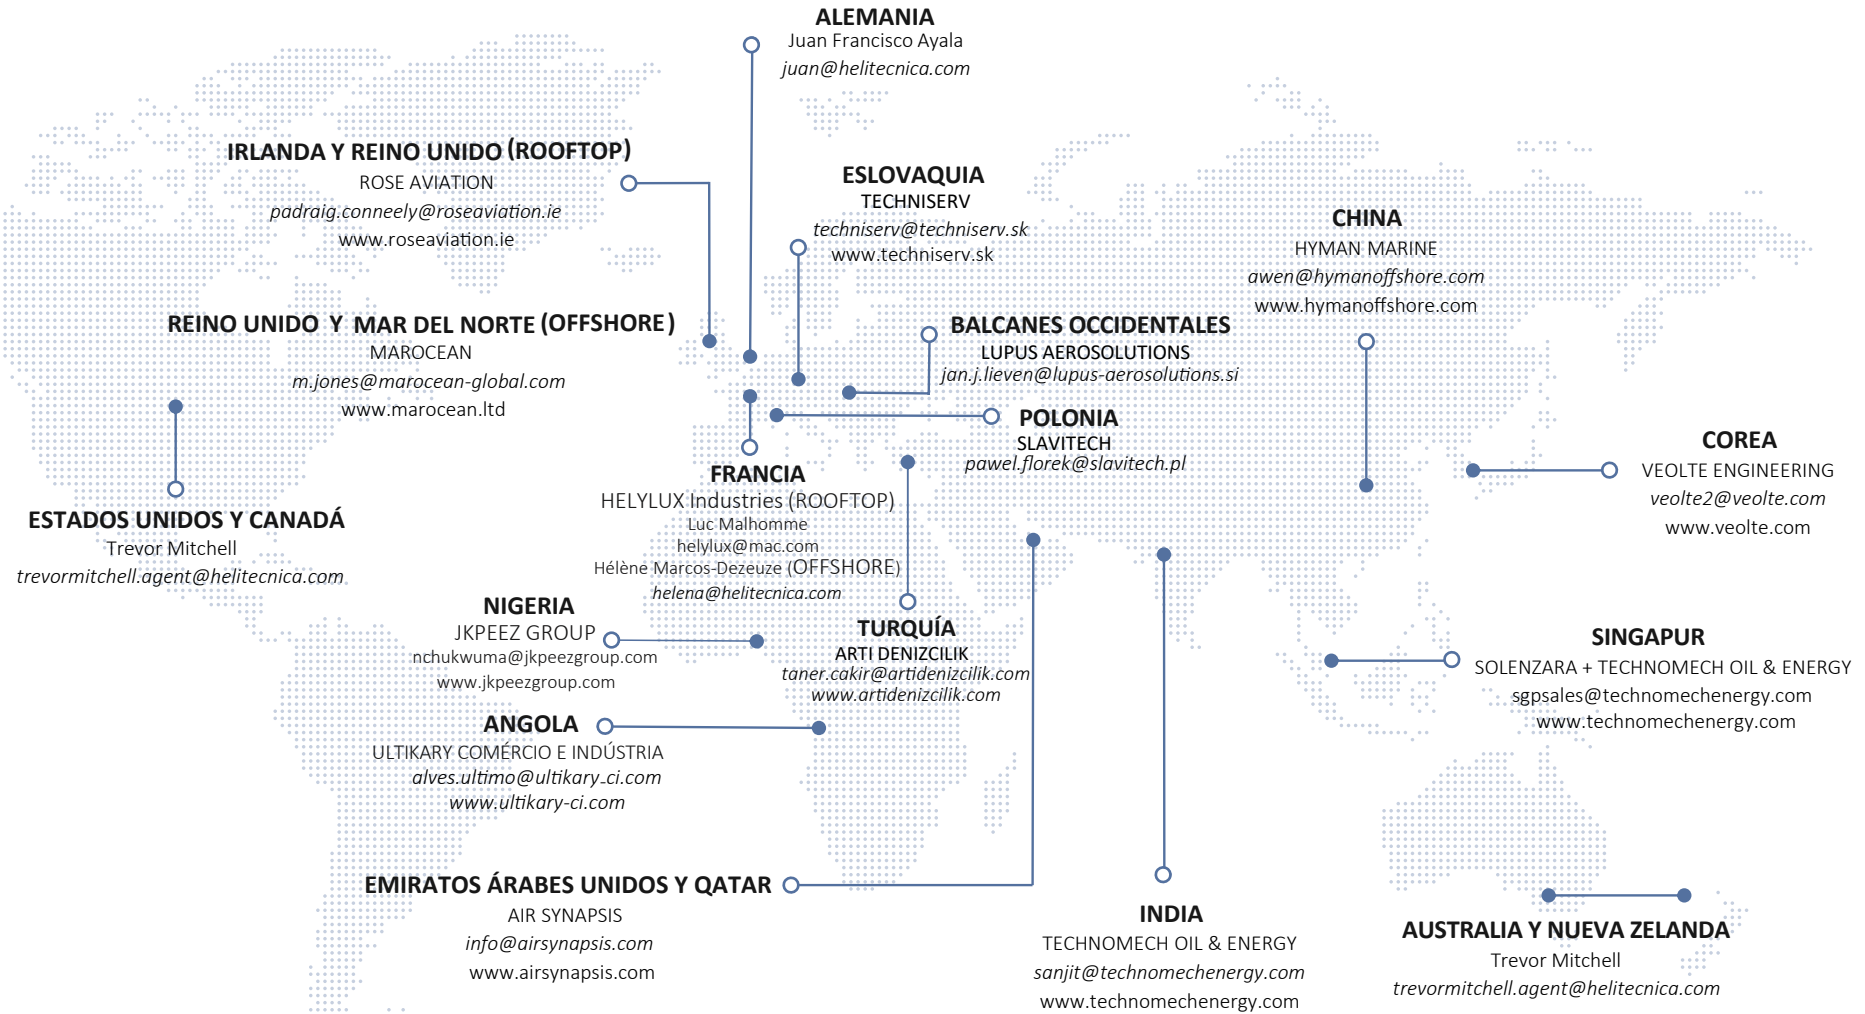 ALEMANIA
Juan Francisco Ayala
juan@helitecnica.com
IRLANDA Y REINO UNIDO (ROOFTOP)
ROSE AVIATION
padraig.conneely@roseaviation.ie
www.roseaviation.ie
ESLOVAQUIA
TECHNISERV
techniserv@techniserv.sk
www.techniserv.sk
CHINA
HYMAN MARINE
awen@hymanoffshore.com
www.hymanoffshore.com
REINO UNIDO Y MAR DEL NORTE (OFFSHORE)
MAROCEAN
m.jones@marocean-global.com
www.marocean.ltd
BALCANES OCCIDENTALES
LUPUS AEROSOLUTIONS
jan.j.lieven@lupus-aerosolutions.si
POLONIA
SLAVITECH
pawel.florek@slavitech.pl
COREA
VEOLTE ENGINEERING
veolte2@veolte.com
www.veolte.com
FRANCIA
HELYLUX Industries (ROOFTOP)
Luc Malhomme
helylux@mac.com
Hélène Marcos-Dezeuze (OFFSHORE)
helena@helitecnica.com
ESTADOS UNIDOS Y CANADÁ
Trevor Mitchell
trevormitchell.agent@helitecnica.com
NIGERIA
JKPEEZ GROUP
nchukwuma@jkpeezgroup.com
www.jkpeezgroup.com
TURQUÍA
ARTI DENIZCILIK
taner.cakir@artidenizcilik.com
www.artidenizcilik.com
SINGAPUR
SOLENZARA + TECHNOMECH OIL & ENERGY
sgpsales@technomechenergy.com
www.technomechenergy.com
ANGOLA
ULTIKARY COMÉRCIO E INDÚSTRIA
alves.ultimo@ultikary-ci.com
www.ultikary-ci.com
EMIRATOS ÁRABES UNIDOS Y QATAR
AIR SYNAPSIS
info@airsynapsis.com
www.airsynapsis.com
INDIA
TECHNOMECH OIL & ENERGY
sanjit@technomechenergy.com
www.technomechenergy.com
AUSTRALIA Y NUEVA ZELANDA
Trevor Mitchell
trevormitchell.agent@helitecnica.com